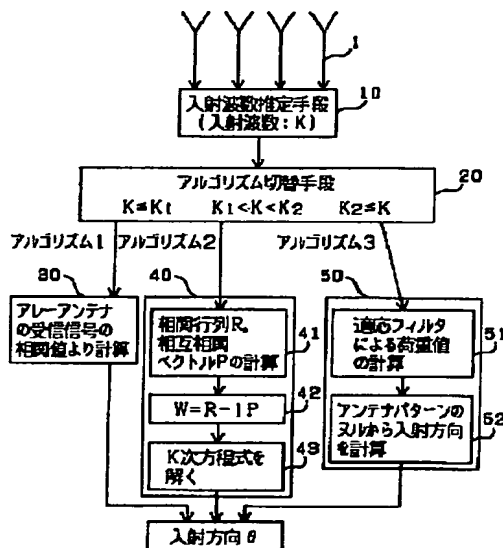 1
10
入射波数推定手段
(入射波数:K)
アルゴリズム切替手段
20
K≦K1 K1<K<K2 K2≦K
アルゴリズム1
アルゴリズム2
アルゴリズム3
30
40
50
アレーアンテナ
の受信信号の
相関値より計算
相関行列R,
相互相関
ベクトルPの計算
41
42
W=R-1P
43
K次方程式を
解く
適応フィルタ
による荷重値
の計算
51
アンテナパターンの
ヌルから入射方向
を計算
52
入射方向θ